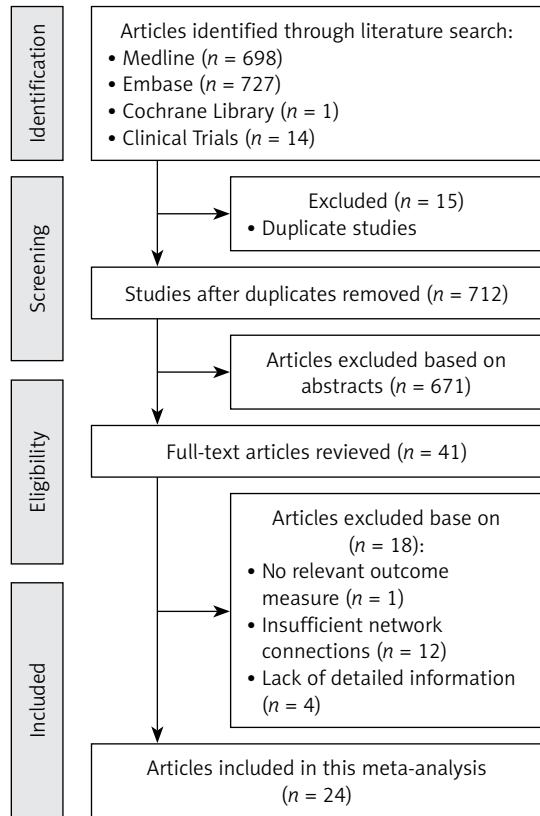 Identification
Articles identified through literature search:
• Medline (n = 698)
• Embase (n = 727)
• Cochrane Library (n = 1)
• Clinical Trials (n = 14)
Screening
Excluded (n = 15)
• Duplicate studies
Studies after duplicates removed (n = 712)
Articles excluded based on
abstracts (n = 671)
Eligibility
Full-text articles revieved (n = 41)
Articles excluded base on
(n = 18):
• No relevant outcome
measure (n = 1)
• Insufficient network
connections (n = 12)
• Lack of detailed information
(n = 4)
Included
Articles included in this meta-analysis
(n = 24)